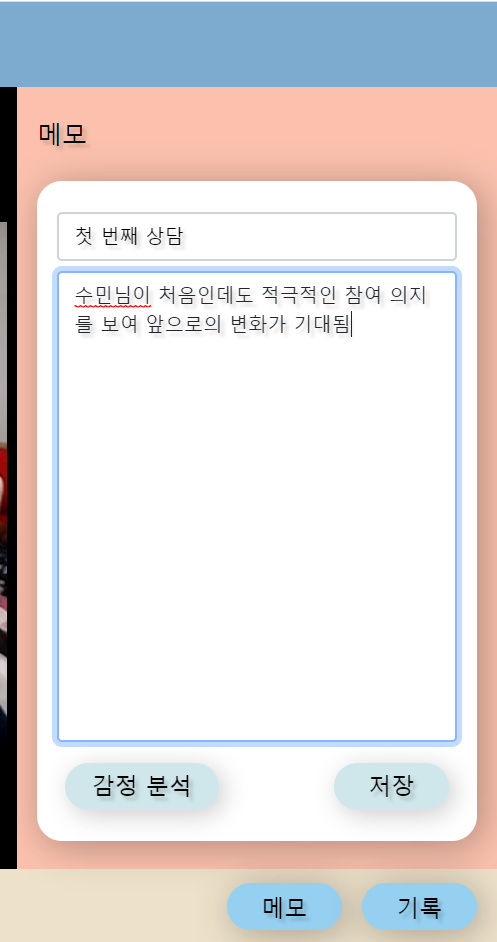 메모
첫 번째 상담
수민님이 처음인데도 적극적인 참여 의지
를 보여 앞으로의 변화가 기대됨
감정 분석 저장
메모 기록